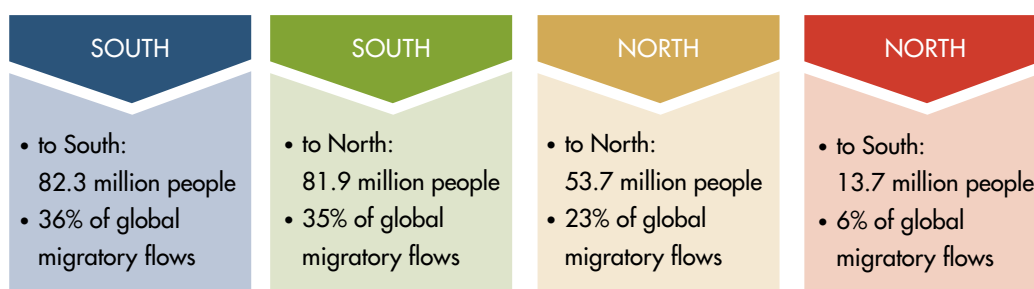 SOUTH
• to South:
82.3 million people
• 36% of global
migratory flows
SOUTH
• to North:
81.9 million people
• 35% of global
migratory flows
NORTH
• to North:
53.7 million people
• 23% of global
migratory flows
NORTH
• to South:
13.7 million people
• 6% of global
migratory flows